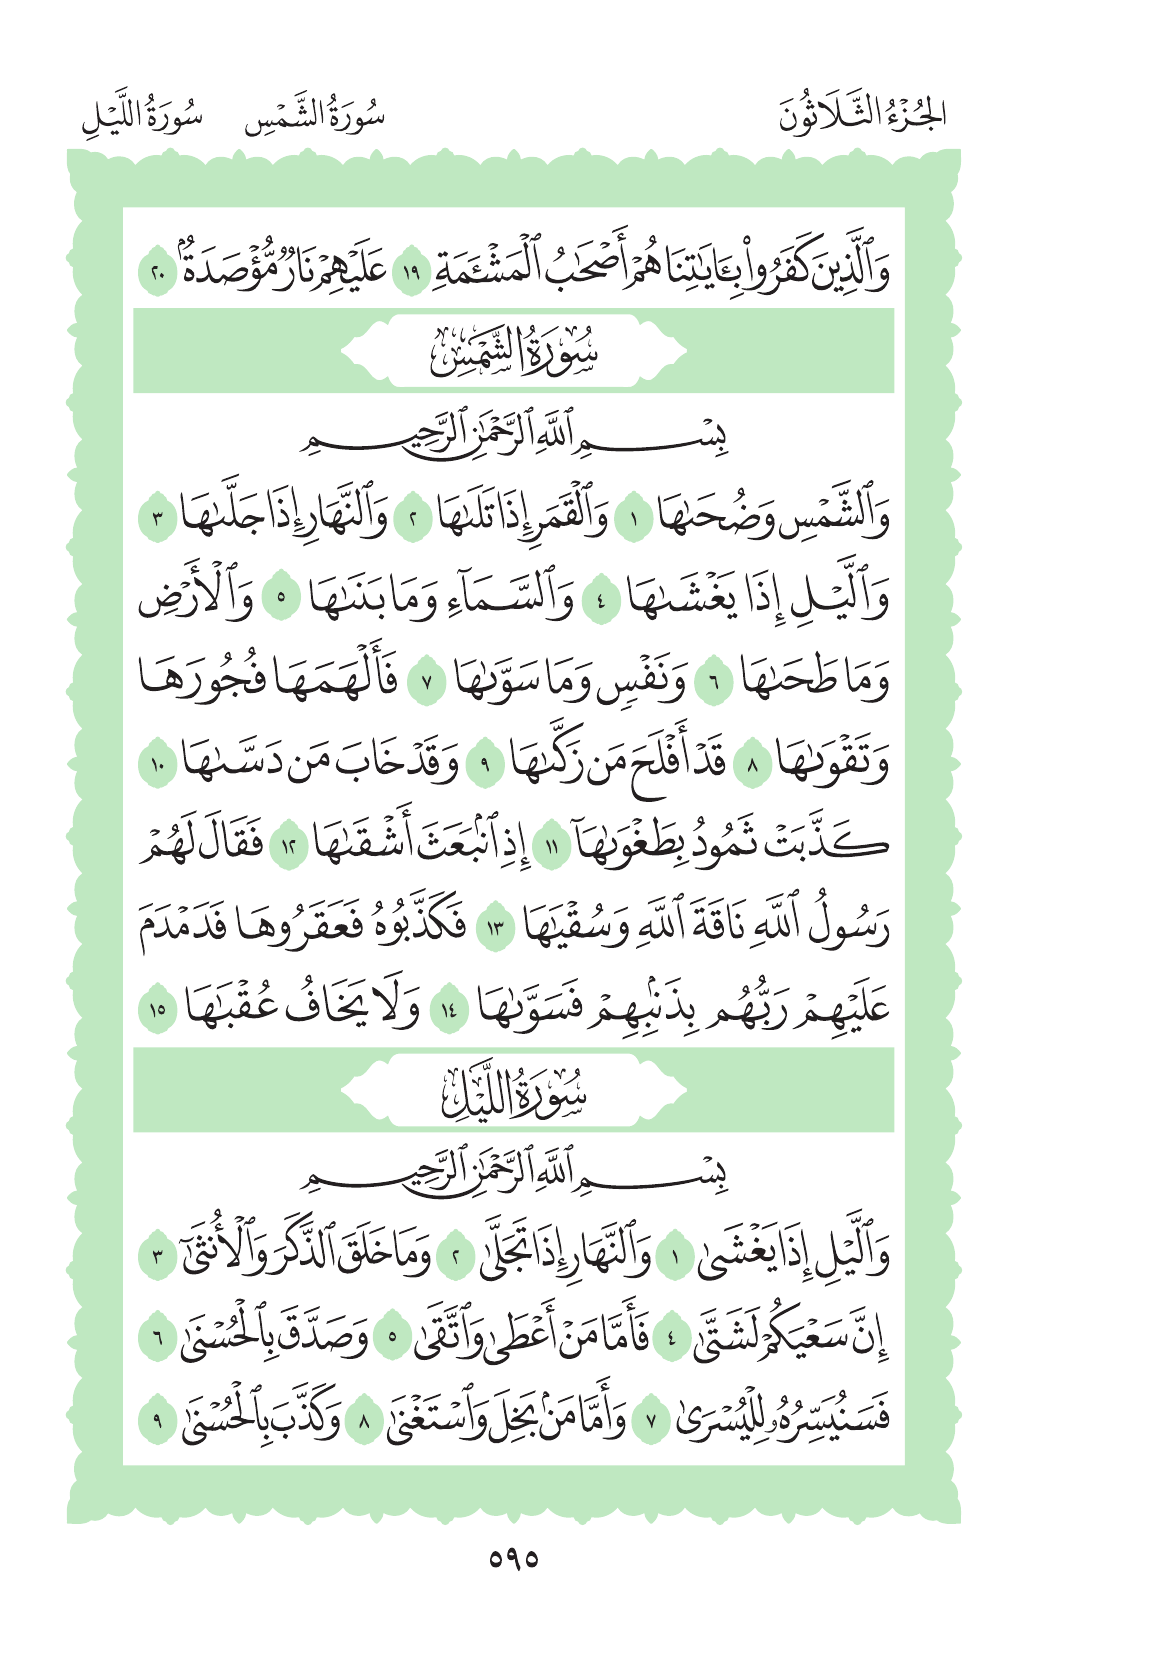 الجُزْءُ الثَّلَاثُونَ سُورَةُ الشَّمْسِ سُورَةُ اللَّيْلِ
وَٱلَّذِينَ كَفَرُوا۟ بِـَٔايَـٰتِنَا هُمْ أَصْحَـٰبُ ٱلْمَشْـَٔمَةِ ١٩ عَلَيْهِمْ نَارٌ مُّؤْصَدَةٌۢ ٢٠
سُورَةُ الشَّمْسِ
بِسْمِ ٱللَّهِ ٱلرَّحْمَـٰنِ ٱلرَّحِيمِ
وَٱلشَّمْسِ وَضُحَىٰهَا ١ وَٱلْقَمَرِ إِذَا تَلَىٰهَا ٢ وَٱلنَّهَارِ إِذَا جَلَّىٰهَا ٣
وَٱلَّيْلِ إِذَا يَغْشَىٰهَا ٤ وَٱلسَّمَآءِ وَمَا بَنَىٰهَا ٥ وَٱلْأَرْضِ
وَمَا طَحَىٰهَا ٦ وَنَفْسٍ وَمَا سَوَّىٰهَا ٧ فَأَلْهَمَهَا فُجُورَهَا
وَتَقْوَىٰهَا ٨ قَدْ أَفْلَحَ مَن زَكَّىٰهَا ٩ وَقَدْ خَابَ مَن دَسَّىٰهَا ١٠
كَذَّبَتْ ثَمُودُ بِطَغْوَىٰهَآ ١١ إِذِ ٱنۢبَعَثَ أَشْقَىٰهَا ١٢ فَقَالَ لَهُمْ
رَسُولُ ٱللَّهِ نَاقَةَ ٱللَّهِ وَسُقْيَـٰهَا ١٣ فَكَذَّبُوهُ فَعَقَرُوهَا فَدَمْدَمَ
عَلَيْهِمْ رَبُّهُم بِذَنۢبِهِمْ فَسَوَّىٰهَا ١٤ وَلَا يَخَافُ عُقْبَـٰهَا ١٥
سُورَةُ اللَّيْلِ
بِسْمِ ٱللَّهِ ٱلرَّحْمَـٰنِ ٱلرَّحِيمِ
وَٱلَّيْلِ إِذَا يَغْشَىٰ ١ وَٱلنَّهَارِ إِذَا تَجَلَّىٰ ٢ وَمَا خَلَقَ ٱلذَّكَرَ وَٱلْأُنثَىٰٓ ٣
إِنَّ سَعْيَكُمْ لَشَتَّىٰ ٤ فَأَمَّا مَنْ أَعْطَىٰ وَٱتَّقَىٰ ٥ وَصَدَّقَ بِٱلْحُسْنَىٰ ٦
فَسَنُيَسِّرُهُۥ لِلْيُسْرَىٰ ٧ وَأَمَّا مَنۢ بَخِلَ وَٱسْتَغْنَىٰ ٨ وَكَذَّبَ بِٱلْحُسْنَىٰ ٩
٥٩٥